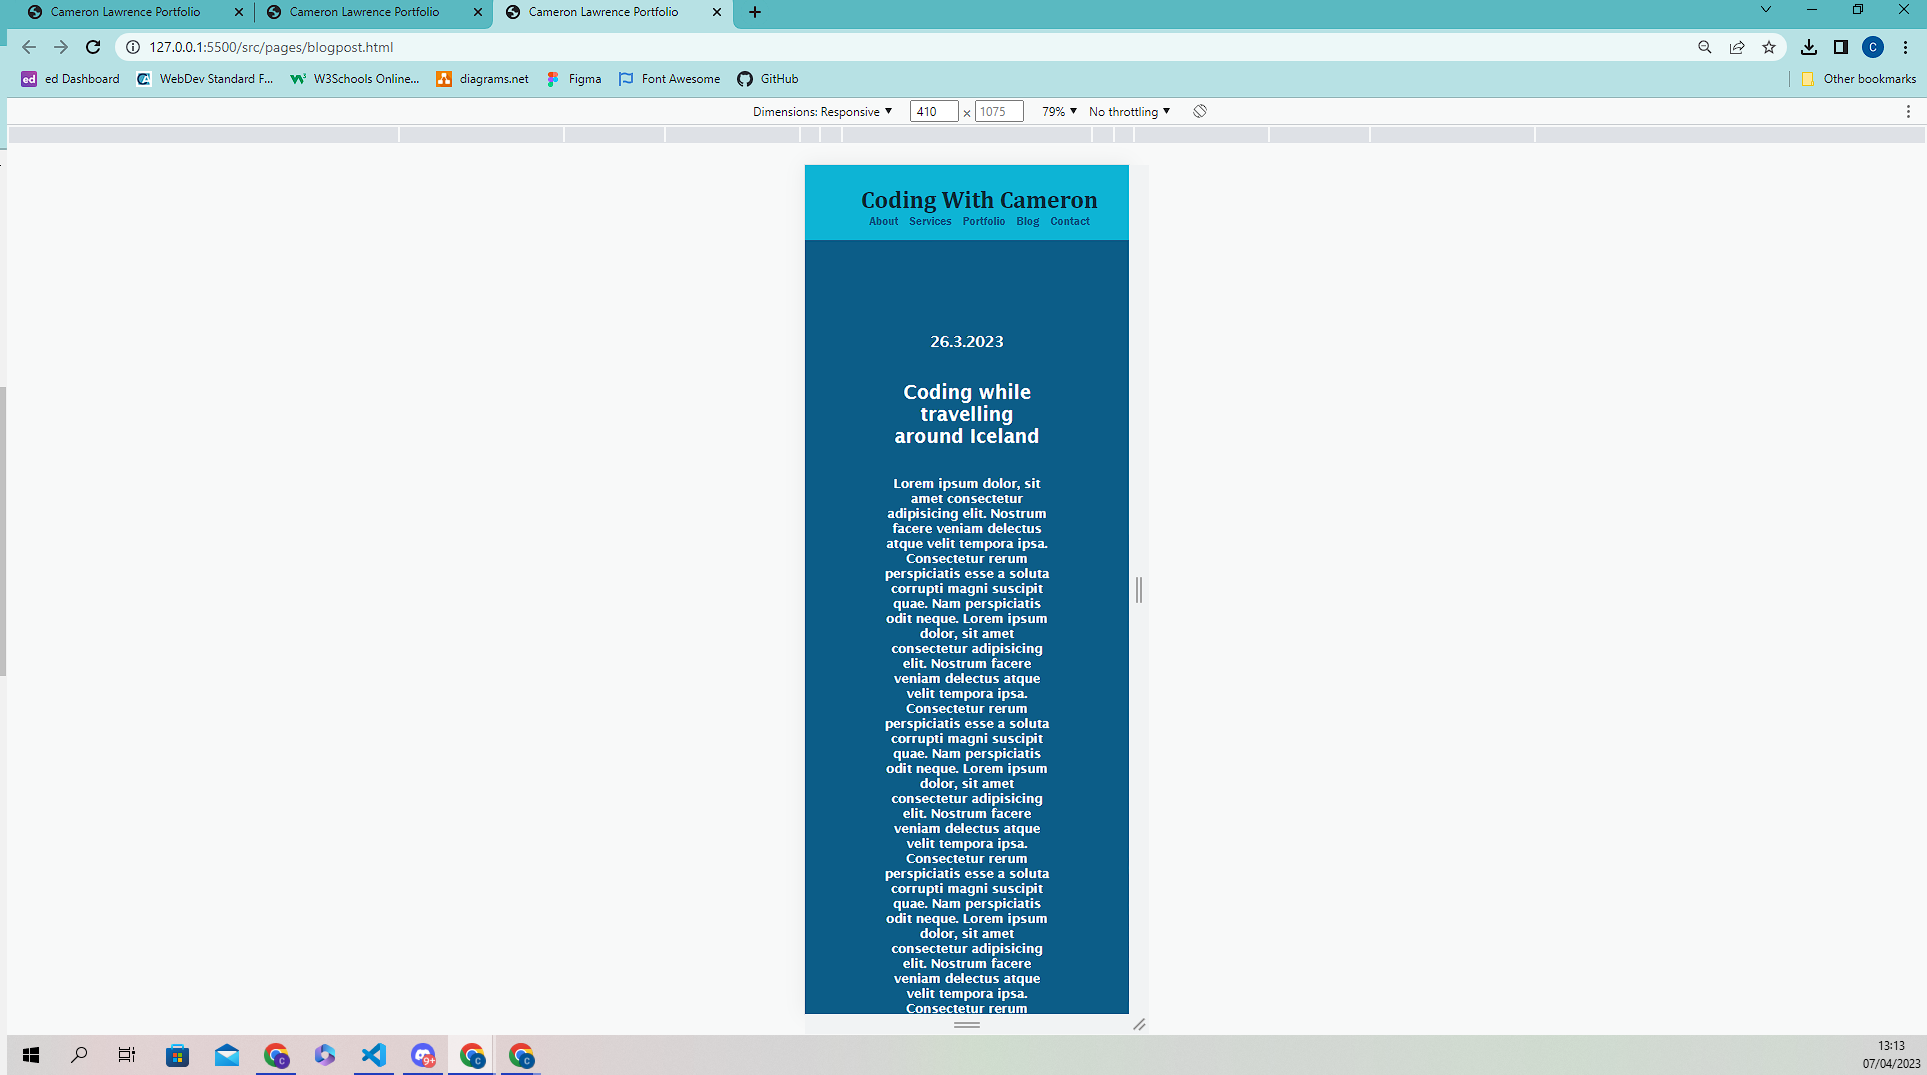 Cameron Lawrence Portfolio
Cameron Lawrence Portfolio
Cameron Lawrence Portfolio
127.0.0.1:5500/src/pages/blogpost.html
C
ed
ed Dashboard
WebDev Standard F...
W3Schools Online...
diagrams.net
Figma
Font Awesome
GitHub
Other bookmarks
Dimensions: Responsive
410
×
1075
79%
No throttling
Coding With Cameron
About Services Portfolio Blog Contact
26.3.2023
Coding while
travelling
around Iceland
Lorem ipsum dolor, sit
amet consectetur
adipisicing elit. Nostrum
facere veniam delectus
atque velit tempora ipsa.
Consectetur rerum
perspiciatis esse a soluta
corrupti magni suscipit
quae. Nam perspiciatis
odit neque. Lorem ipsum
dolor, sit amet
consectetur adipisicing
elit. Nostrum facere
veniam delectus atque
velit tempora ipsa.
Consectetur rerum
perspiciatis esse a soluta
corrupti magni suscipit
quae. Nam perspiciatis
odit neque. Lorem ipsum
dolor, sit amet
consectetur adipisicing
elit. Nostrum facere
veniam delectus atque
velit tempora ipsa.
Consectetur rerum
perspiciatis esse a soluta
corrupti magni suscipit
quae. Nam perspiciatis
odit neque. Lorem ipsum
dolor, sit amet
consectetur adipisicing
elit. Nostrum facere
veniam delectus atque
velit tempora ipsa.
Consectetur rerum
C
9+
C
C
13:13
07/04/2023